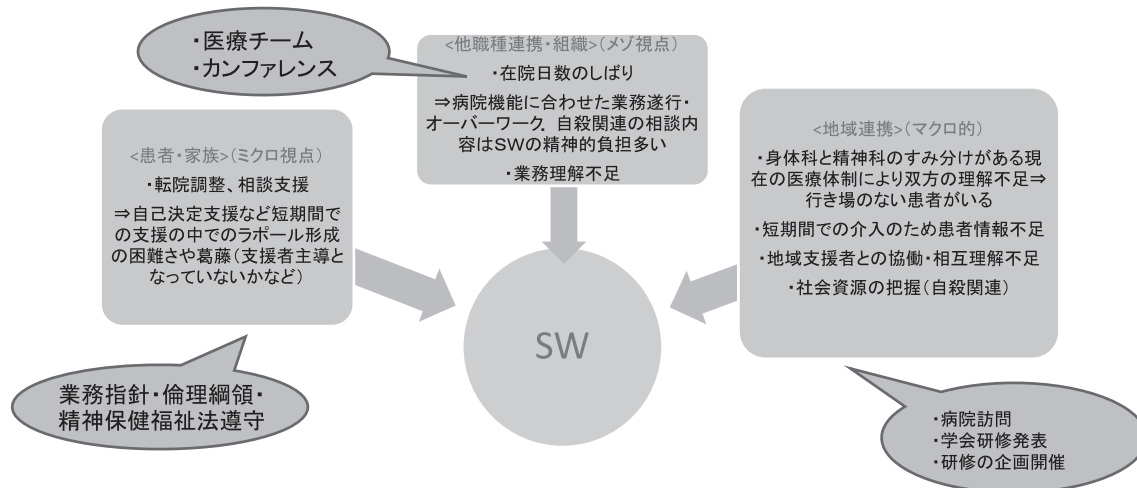 ・医療チーム
・カンファレンス
<他職種連携・組織>(メゾ視点)
・在院日数のしばり
⇒病院機能に合わせた業務遂行・
オーバーワーク．自殺関連の相談内
容はSWの精神的負担多い
・業務理解不足
<患者・家族>(ミクロ視点)
・転院調整、相談支援
⇒自己決定支援など短期間で
の支援の中でのラポール形成
の困難さや葛藤(支援者主導と
なっていないかなど)
<地域連携>(マクロ的)
・身体科と精神科のすみ分けがある現
在の医療体制により双方の理解不足⇒
行き場のない患者がいる
・短期間での介入のため患者情報不足
・地域支援者との協働・相互理解不足
・社会資源の把握(自殺関連)
SW
業務指針・倫理綱領・
精神保健福祉法遵守
・病院訪問
・学会研修発表
・研修の企画開催